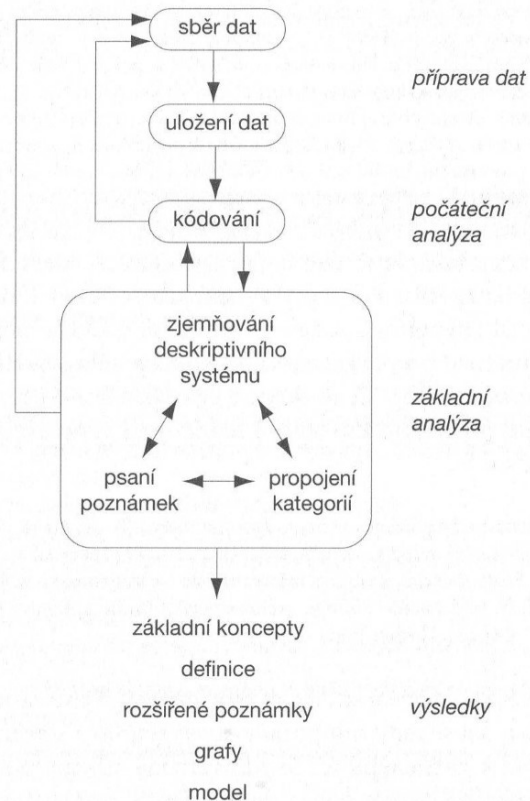 sběr dat
příprava dat
uložení dat
kódování
počáteční
analýza
zjemňování
deskriptivního
systému
základní
analýza
psaní
poznámek
propojení
kategorií
základní koncepty
definice
rozšířené poznámky
výsledky
grafy
model